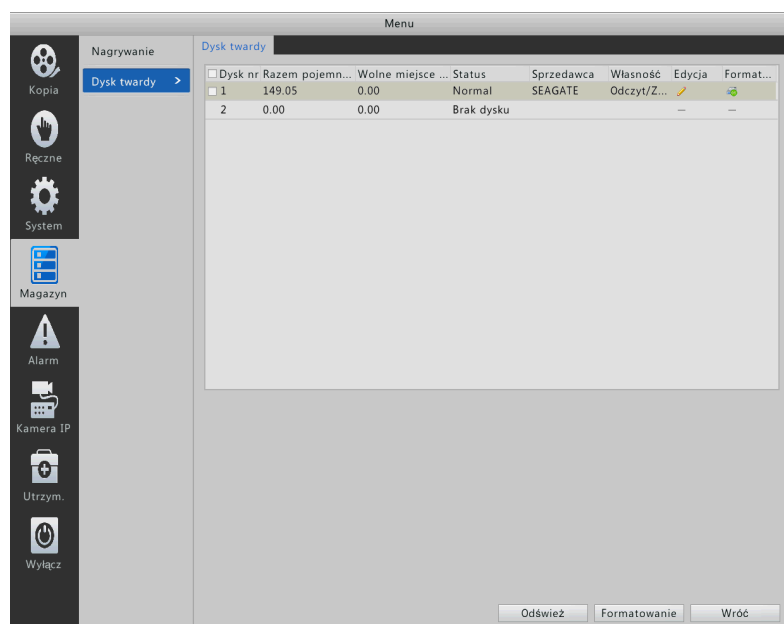 Menu
Kopia
Ręczne
System
Magazyn
Alarm
Kamera IP
Utrzym.
Wyłącz
Nagrywanie
Dysk twardy >
Dysk twardy
Dysk nr Razem pojemn... Wolne miejsce ... Status Sprzedawca Własność Edycja Format...
1 149.05 0.00 Normal SEAGATE Odczyt/Z...
2 0.00 0.00 Brak dysku — —
Odśwież Formatowanie Wróć